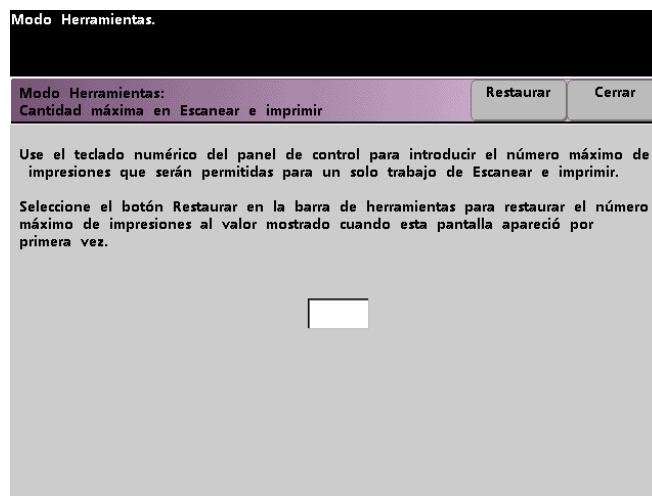 Modo Herramientas.
Modo Herramientas:
Cantidad máxima en Escanear e imprimir
Restaurar
Cerrar
Use el teclado numérico del panel de control para introducir el número máximo de
impresiones que serán permitidas para un solo trabajo de Escanear e imprimir.
Seleccione el botón Restaurar en la barra de herramientas para restaurar el número
máximo de impresiones al valor mostrado cuando esta pantalla apareció por
primera vez.